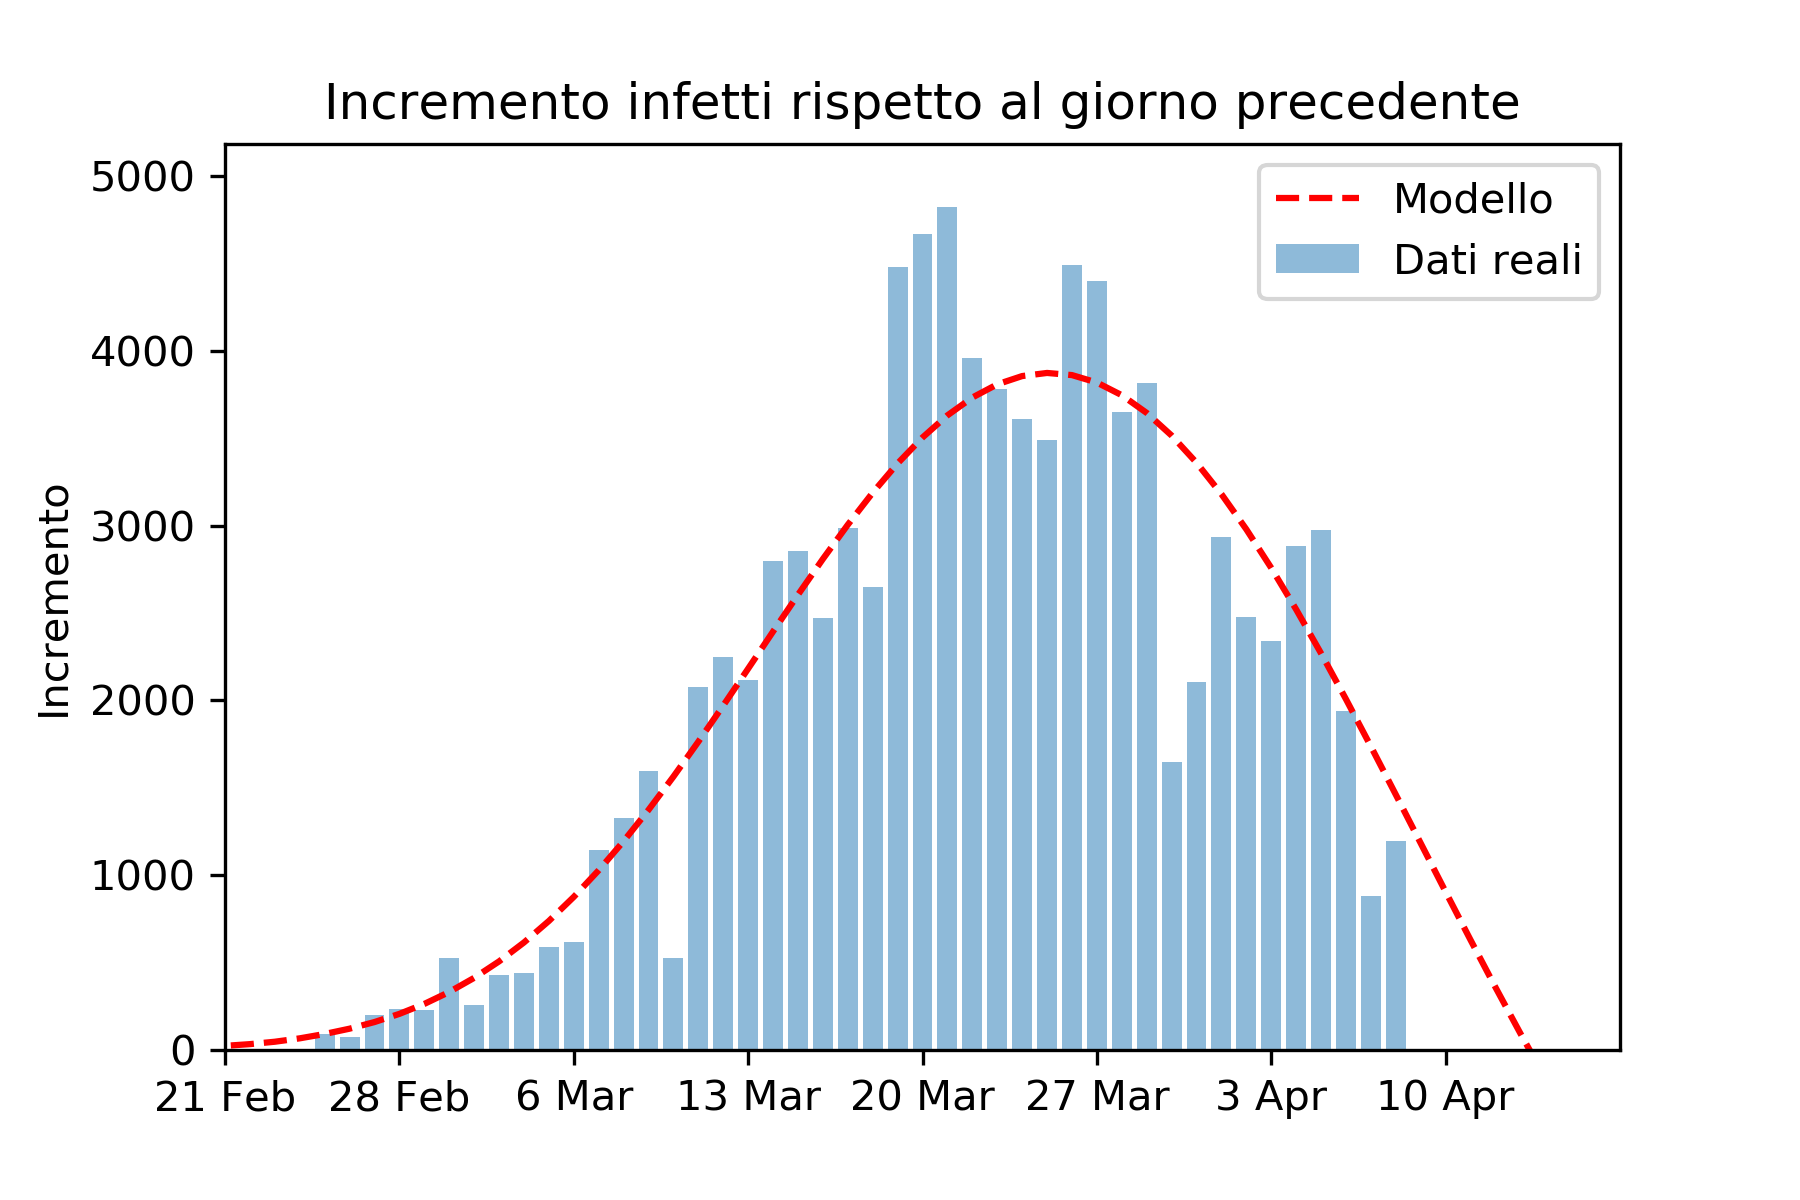 Incremento infetti rispetto al giorno precedente
Modello
Dati reali
Incremento
5000
4000
3000
2000
1000
0
21 Feb 28 Feb 6 Mar 13 Mar 20 Mar 27 Mar 3 Apr 10 Apr